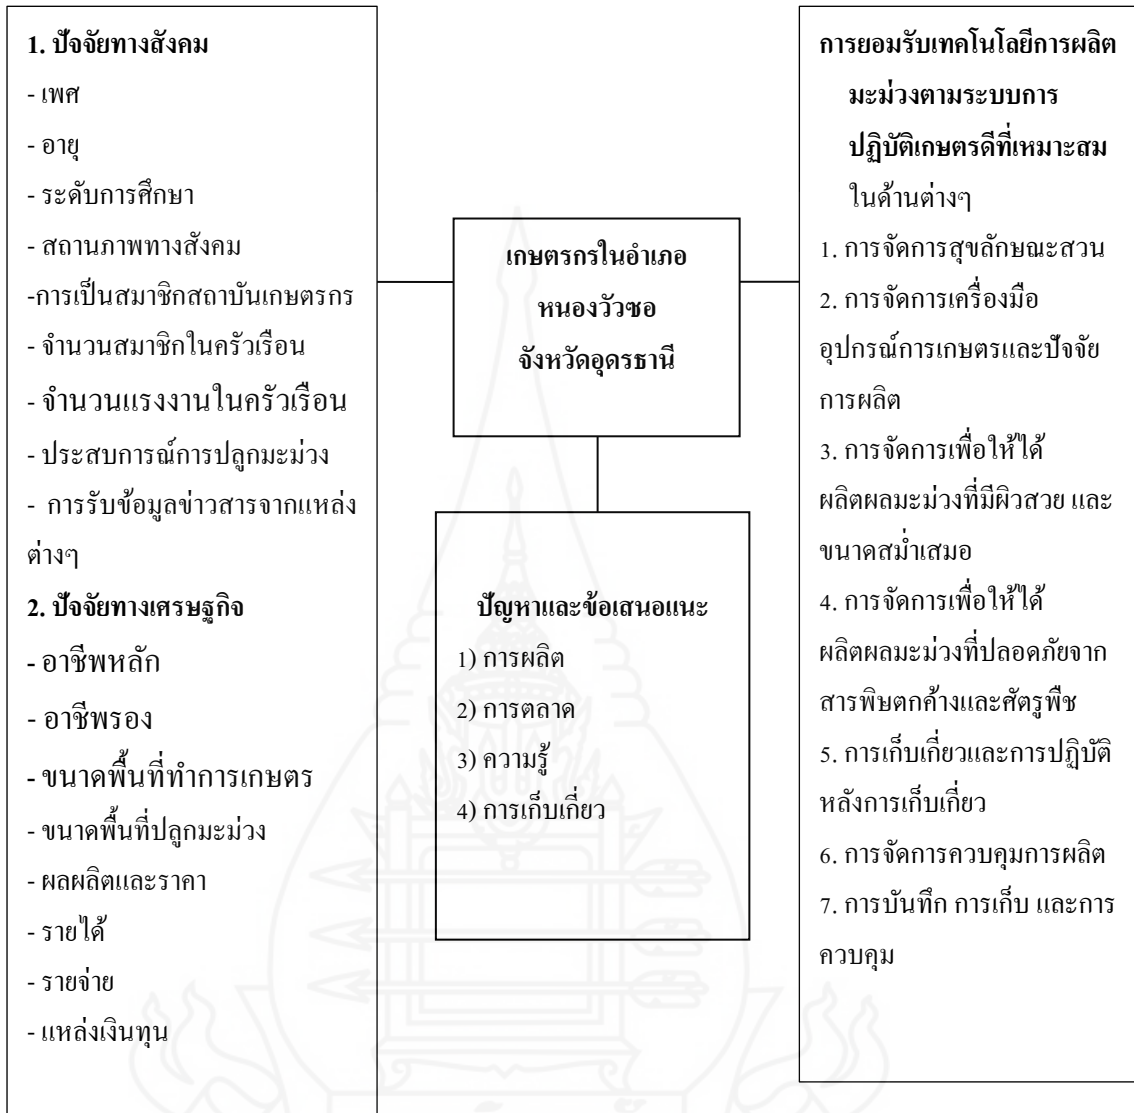 1. ปัจจัยทางสังคม
- เพศ
- อายุ
- ระดับการศึกษา
- สถานภาพทางสังคม
-การเป็นสมาชิกสถาบันเกษตรกร
- จำนวนสมาชิกในครัวเรือน
- จำนวนแรงงานในครัวเรือน
- ประสบการณ์การปลูกมะม่วง
- การรับข้อมูลข่าวสารจากแหล่ง
ต่างๆ
2. ปัจจัยทางเศรษฐกิจ
- อาชีพหลัก
- อาชีพรอง
- ขนาดพื้นที่ทำการเกษตร
- ขนาดพื้นที่ปลูกมะม่วง
- ผลผลิตและราคา
- รายได้
- รายจ่าย
- แหล่งเงินทุน
เกษตรกรในอำเภอ
หนองวัวซอ
จังหวัดอุดรธานี
ปัญหาและข้อเสนอแนะ
1) การผลิต
2) การตลาด
3) ความรู้
4) การเก็บเกี่ยว
การยอมรับเทคโนโลยีการผลิต
มะม่วงตามระบบการ
ปฏิบัติเกษตรดีที่เหมาะสม
ในด้านต่างๆ
1. การจัดการสุขลักษณะสวน
2. การจัดการเครื่องมือ
อุปกรณ์การเกษตรและปัจจัย
การผลิต
3. การจัดการเพื่อให้ได้
ผลิตผลมะม่วงที่มีผิวสวย และ
ขนาดสม่ำเสมอ
4. การจัดการเพื่อให้ได้
ผลิตผลมะม่วงที่ปลอดภัยจาก
สารพิษตกค้างและศัตรูพืช
5. การเก็บเกี่ยวและการปฏิบัติ
หลังการเก็บเกี่ยว
6. การจัดการควบคุมการผลิต
7. การบันทึก การเก็บ และการ
ควบคุม